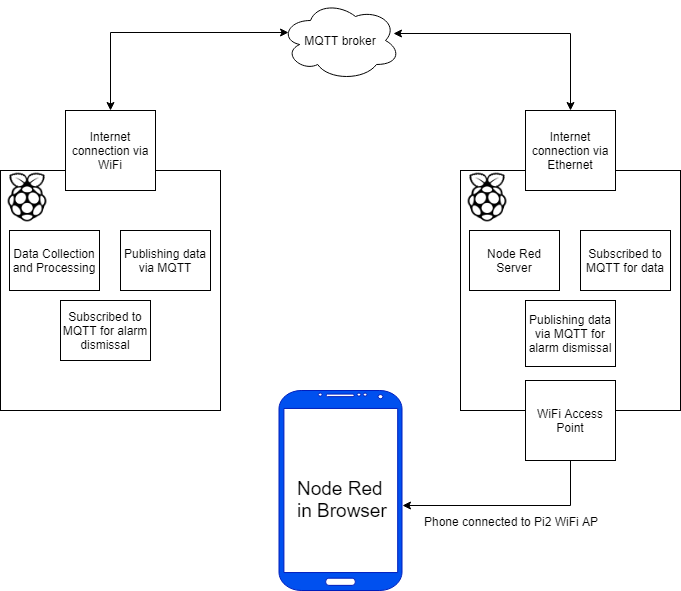 MQTT broker
Internet
connection via
WiFi
Internet
connection via
Ethernet
Data Collection
and Processing
Publishing data
via MQTT
Subscribed to
MQTT for alarm
dismissal
Node Red
Server
Subscribed to
MQTT for data
Publishing data
via MQTT for
alarm dismissal
WiFi Access
Point
Node Red
in Browser
Phone connected to Pi2 WiFi AP